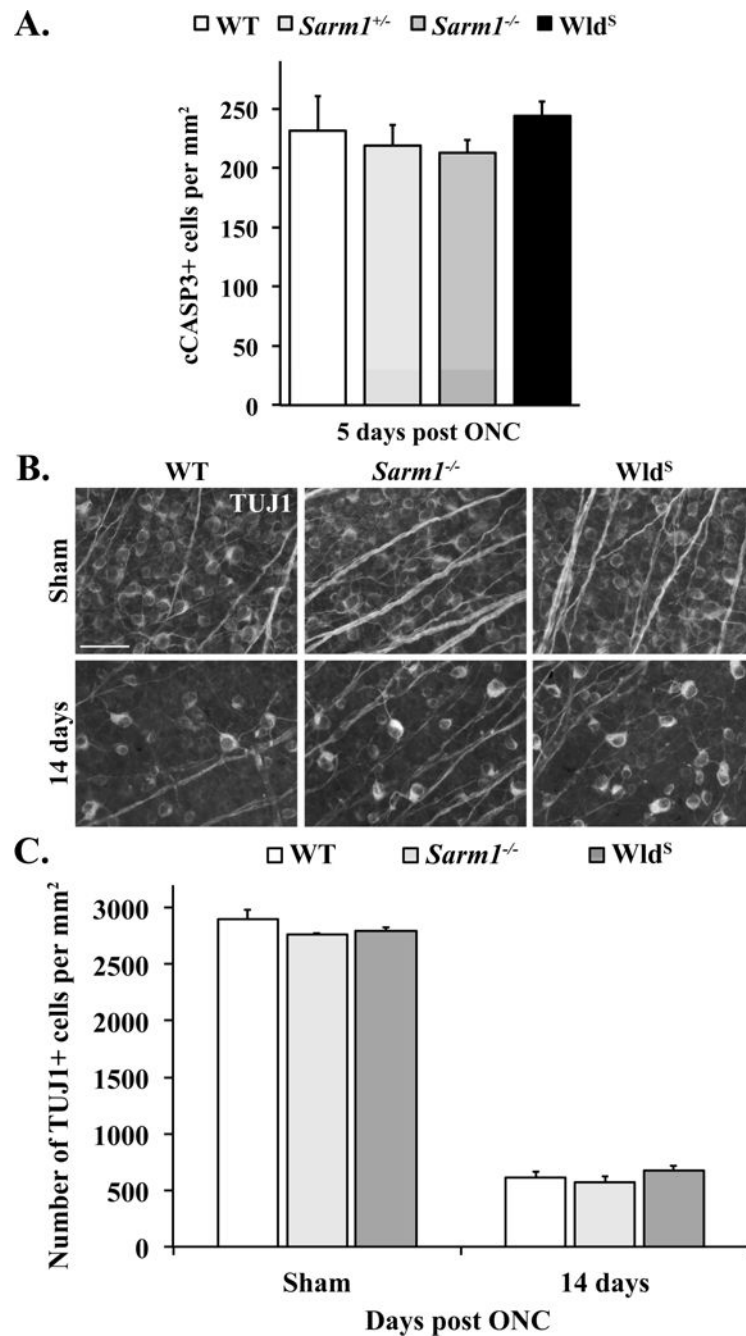 A.
WT Sarm1+/- Sarm1-/- Wldˢ
cCASP3+ cells per mm²
250
200
150
100
50
0
5 days post ONC
B.
WT Sarm1-/- Wldˢ
Sham
TUJ1
14 days
C.
WT Sarm1-/- Wldˢ
Number of TUJ1+ cells per mm²
3000
2500
2000
1500
1000
500
0
Sham 14 days
Days post ONC